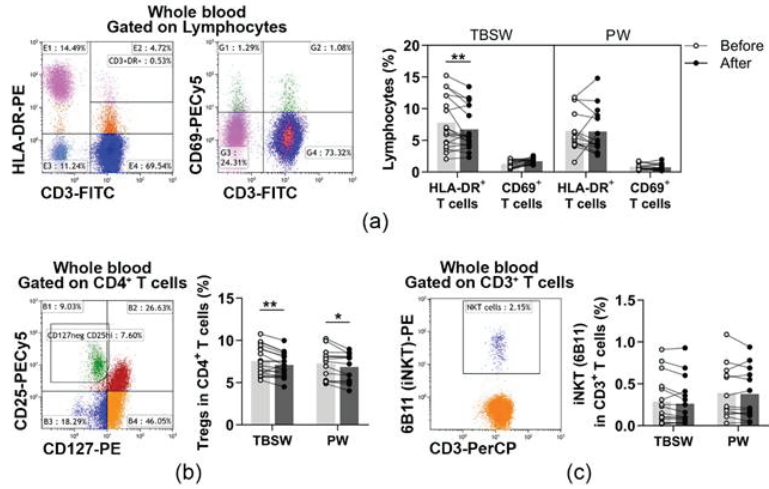 Whole blood
Gated on Lymphocytes
E1 : 14.49%
E2 : 4.72%
CD3+DR+ : 0.53%
E3 : 11.24%
E4 : 69.54%
HLA-DR-PE
CD3-FITC
G1 : 1.29%
G2 : 1.08%
G3 :
24.31%
G4 : 73.32%
CD69-PECy5
CD3-FITC
TBSW
PW
Before
After
Lymphocytes (%)
20
15
10
5
0
**
HLA-DR⁺
T cells
CD69⁺
T cells
HLA-DR⁺
T cells
CD69⁺
T cells
(a)
Whole blood
Gated on CD4⁺ T cells
B1 : 9.03%
B2 : 26.63%
CD127neg CD25hi : 7.60%
B3 : 18.29%
B4 : 46.05%
CD25-PECy5
CD127-PE
Tregs in CD4⁺ T cells (%)
15
10
5
0
**
*
TBSW
PW
(b)
Whole blood
Gated on CD3⁺ T cells
NKT cells : 2.15%
6B11 (iNKT)-PE
CD3-PerCP
iNKT (6B11)
in CD3⁺ T cells (%)
1.5
1.0
0.5
0.0
TBSW
PW
(c)